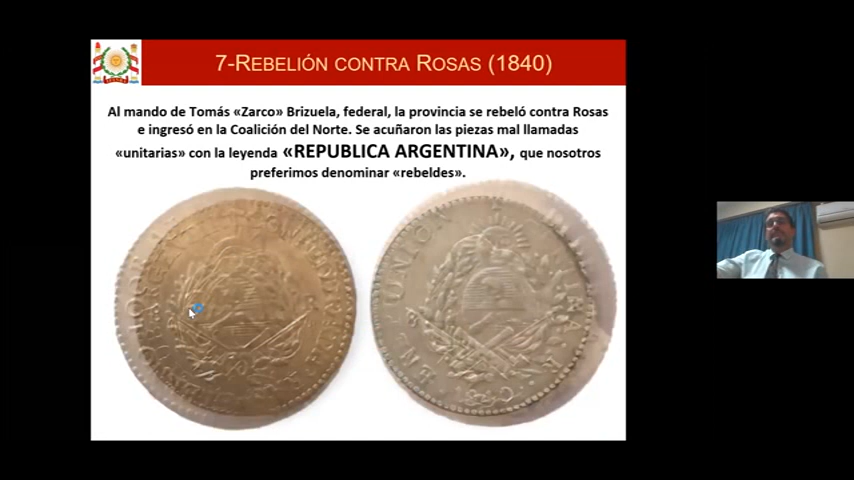 7-REBELIÓN CONTRA ROSAS (1840)
Al mando de Tomás «Zarco» Brizuela, federal, la provincia se rebeló contra Rosas
e ingresó en la Coalición del Norte. Se acuñaron las piezas mal llamadas
«unitarias» con la leyenda «REPUBLICA ARGENTINA», que nosotros
preferimos denominar «rebeldes».
EN UNION
1840